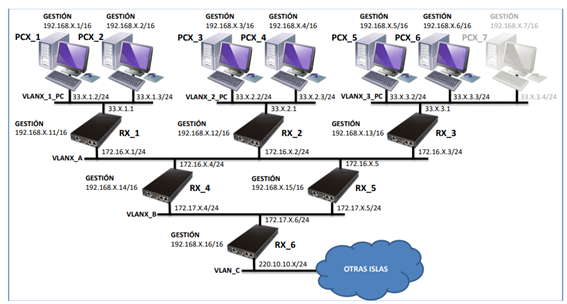 GESTIÓN GESTIÓN GESTIÓN GESTIÓN GESTIÓN GESTIÓN GESTIÓN
192.168.X.1/16 192.168.X.2/16 192.168.X.3/16 192.168.X.4/16 192.168.X.5/16 192.168.X.6/16 192.168.X.7/16
PCX_1 PCX_2 PCX_3 PCX_4 PCX_5 PCX_6 PCX_7
VLANX_1_PC 33.X.1.2/24 33.X.1.3/24 VLANX_2_PC 33.X.2.2/24 33.X.2.3/24 VLANX_3_PC 33.X.3.2/24 33.X.3.3/24 33.X.3.4/24
33.X.1.1 33.X.2.1 33.X.3.1
GESTIÓN GESTIÓN GESTIÓN
192.168.X.11/16 RX_1 192.168.X.12/16 RX_2 192.168.X.13/16 RX_3
172.16.X.1/24 172.16.X.2/24 172.16.X.3/24
VLANX_A
172.16.X.4/24 172.16.X.5
GESTIÓN GESTIÓN
192.168.X.14/16 RX_4 192.168.X.15/16 RX_5
172.17.X.4/24 172.17.X.5/24
VLANX_B
172.17.X.6/24
GESTIÓN
192.168.X.16/16 RX_6
220.10.10.X/24
VLAN_C
OTRAS ISLAS